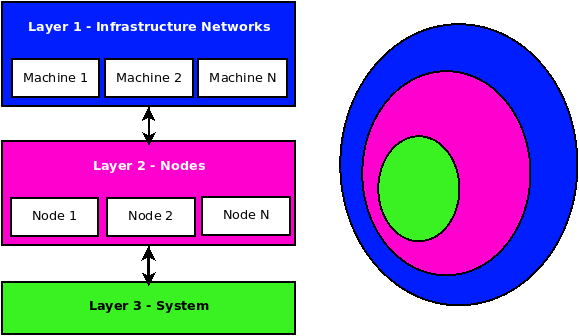 Layer 1 - Infrastructure Networks
Machine 1 Machine 2 Machine N
Layer 2 - Nodes
Node 1 Node 2 Node N
Layer 3 - System